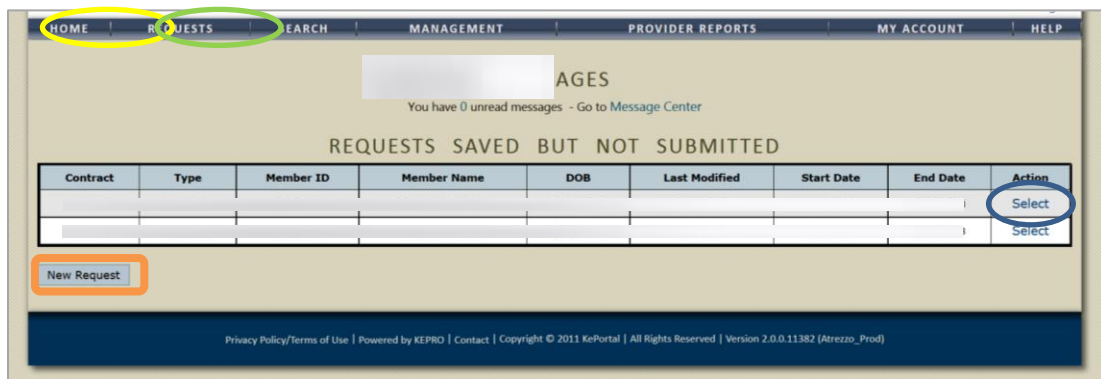 HOME | REQUESTS | SEARCH | MANAGEMENT | PROVIDER REPORTS | MY ACCOUNT | HELP
AGES
You have 0 unread messages - Go to Message Center
REQUESTS SAVED BUT NOT SUBMITTED
Contract Type Member ID Member Name DOB Last Modified Start Date End Date Action
Select
Select
New Request
Privacy Policy/Terms of Use | Powered by KEPRO | Contact | Copyright © 2011 KePortal | All Rights Reserved | Version 2.0.0.11382 (Atrezzo_Prod)